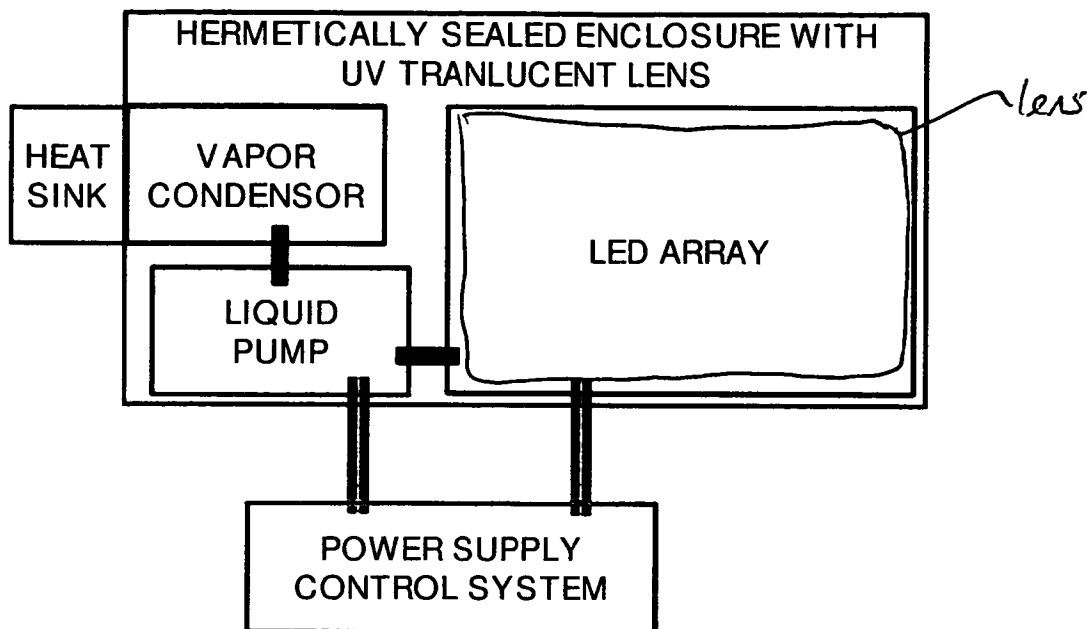 HERMETICALLY SEALED ENCLOSURE WITH
UV TRANLUCENT LENS
lens
HEAT
SINK
VAPOR
CONDENSOR
LED ARRAY
LIQUID
PUMP
POWER SUPPLY
CONTROL SYSTEM